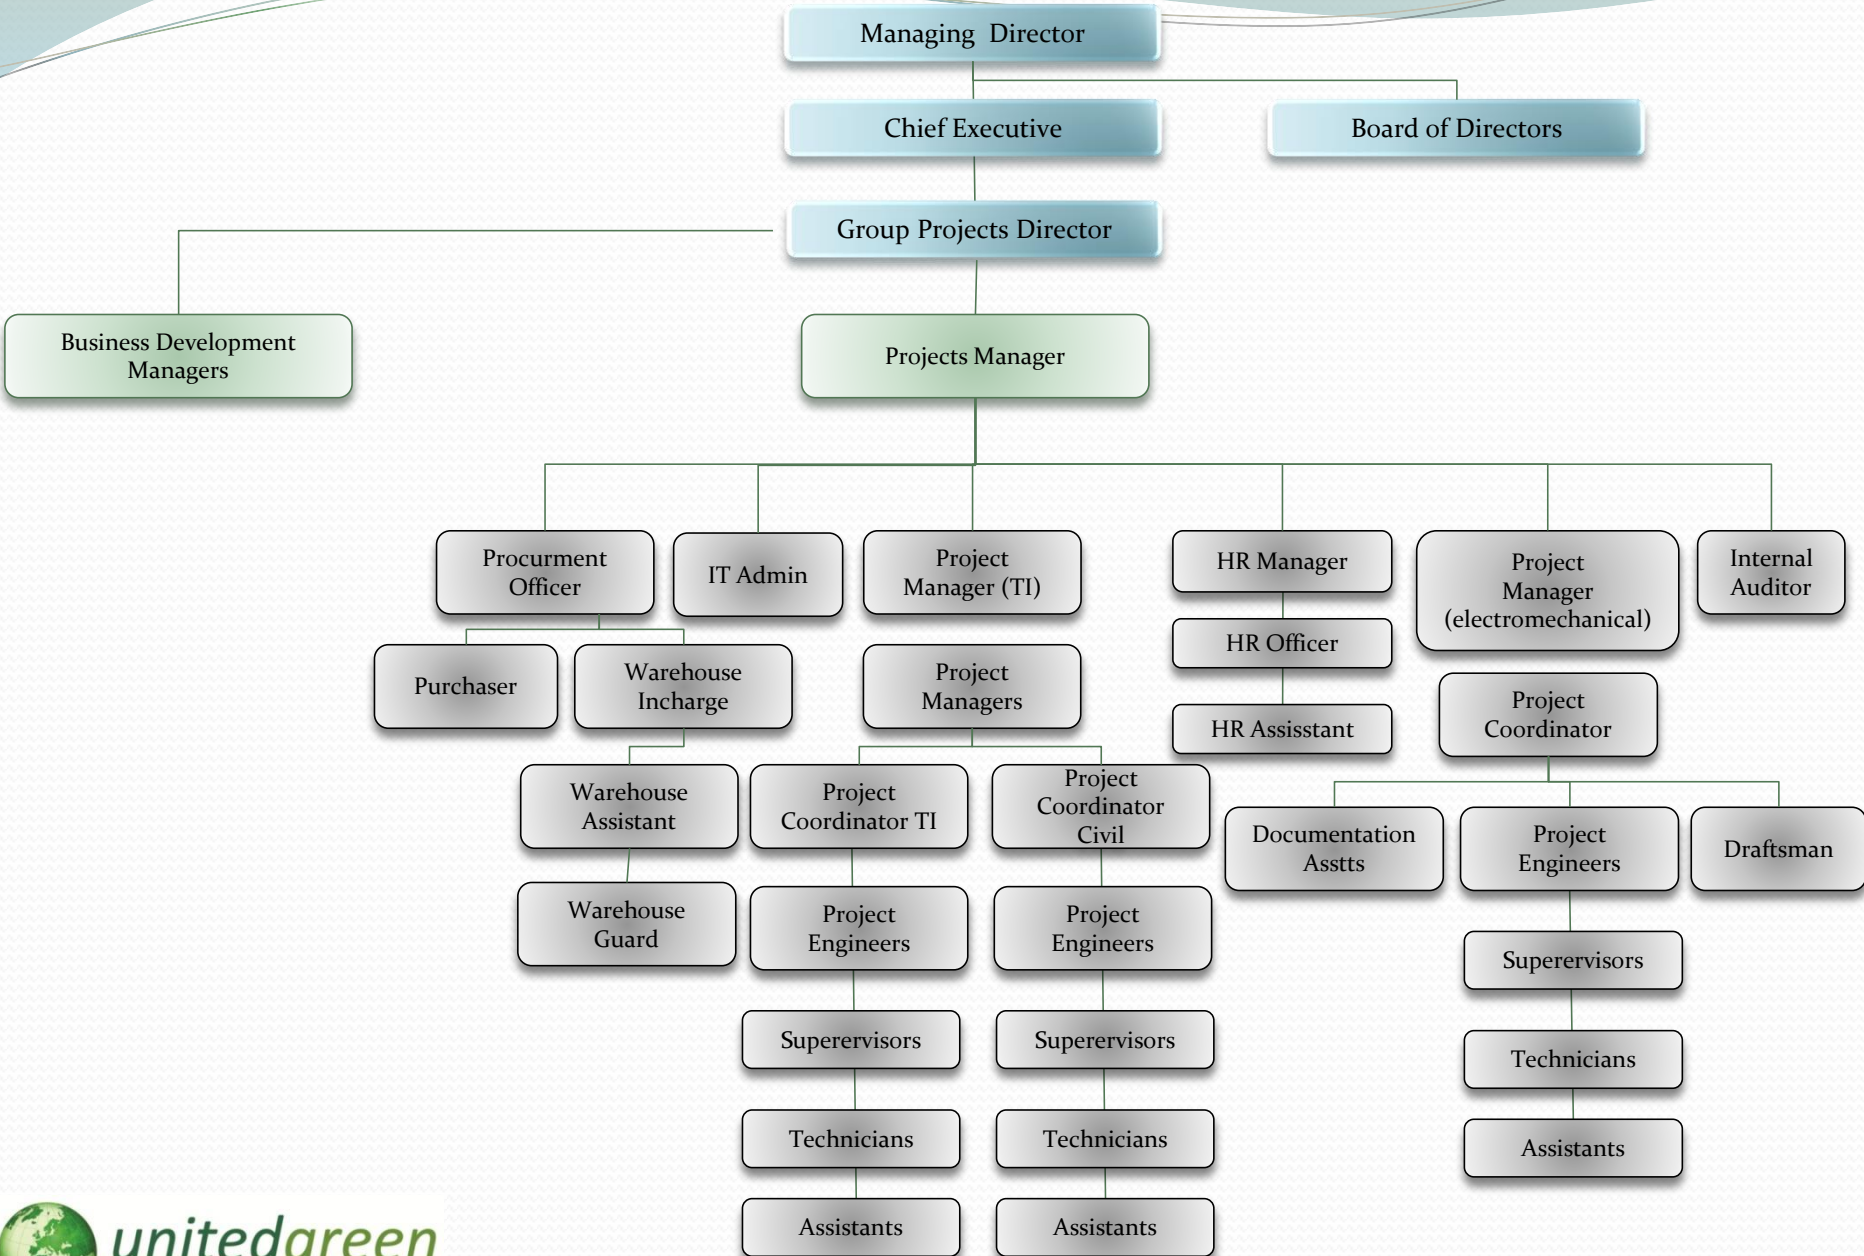 Managing Director
Chief Executive
Board of Directors
Group Projects Director
Business Development
Managers
Projects Manager
Procurment
Officer
IT Admin
Project
Manager (TI)
HR Manager
Project
Manager
(electromechanical)
Internal
Auditor
HR Officer
Purchaser
Warehouse
Incharge
Project
Managers
Project
Coordinator
HR Assisstant
Warehouse
Assistant
Project
Coordinator TI
Project
Coordinator
Civil
Documentation
Asstts
Project
Engineers
Draftsman
Warehouse
Guard
Project
Engineers
Project
Engineers
Superervisors
Superervisors
Superervisors
Technicians
Technicians
Technicians
Assistants
Assistants
Assistants
unitedgreen